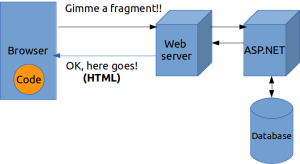 Gimme a fragment!!
Browser
Code
Web
server
ASP.NET
OK, here goes!
(HTML)
Database